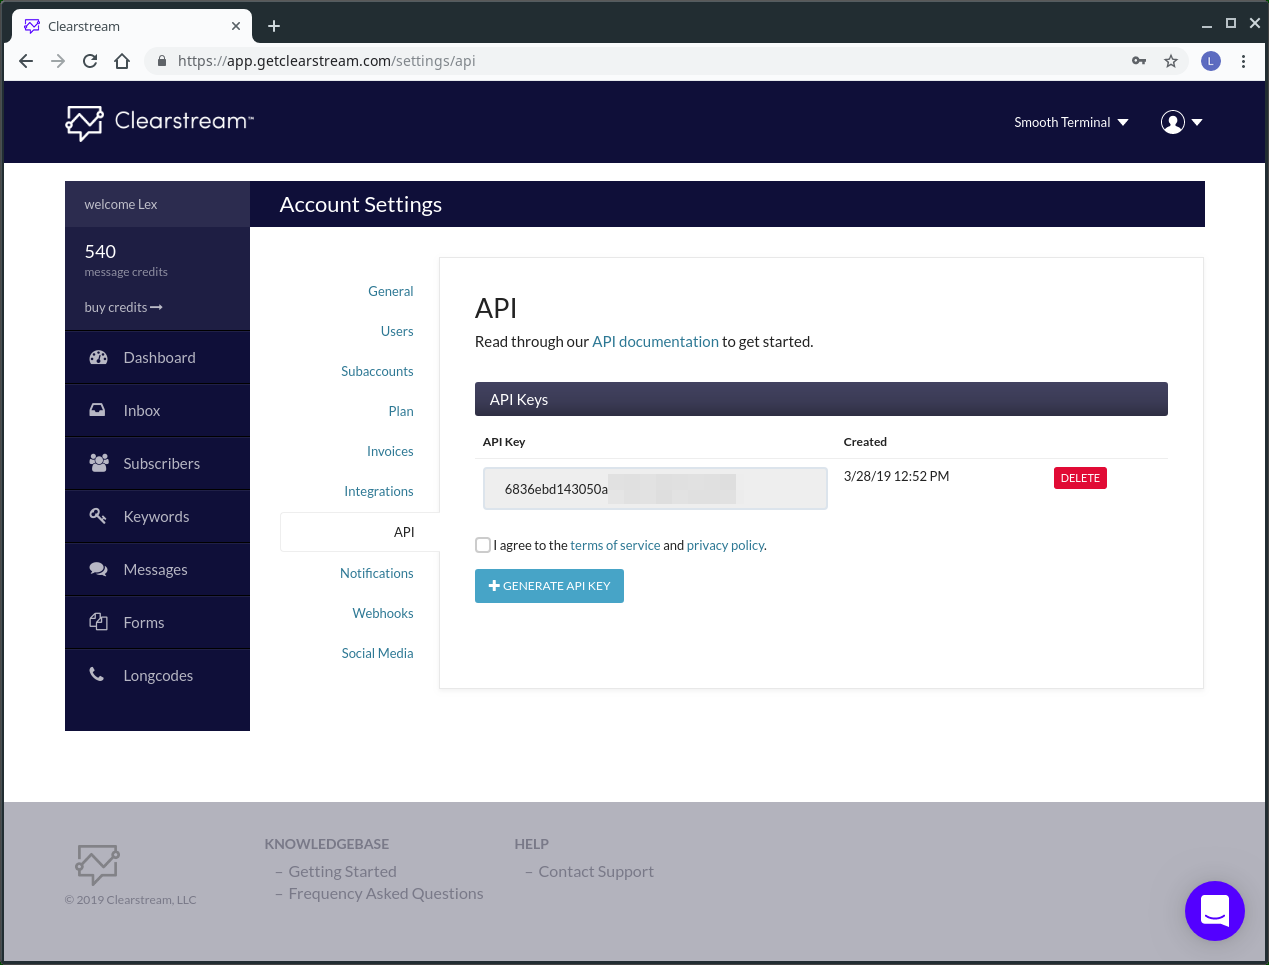 Clearstream
https://app.getclearstream.com/settings/api
L
Clearstream™
Smooth Terminal
welcome Lex
Account Settings
540
message credits
buy credits
Dashboard
Inbox
Subscribers
Keywords
Messages
Forms
Longcodes
General
Users
Subaccounts
Plan
Invoices
Integrations
API
Notifications
Webhooks
Social Media
API
Read through our API documentation to get started.
API Keys
API Key Created
6836ebd143050a 3/28/19 12:52 PM DELETE
I agree to the terms of service and privacy policy.
GENERATE API KEY
KNOWLEDGEBASE
– Getting Started
– Frequency Asked Questions
HELP
– Contact Support
© 2019 Clearstream, LLC